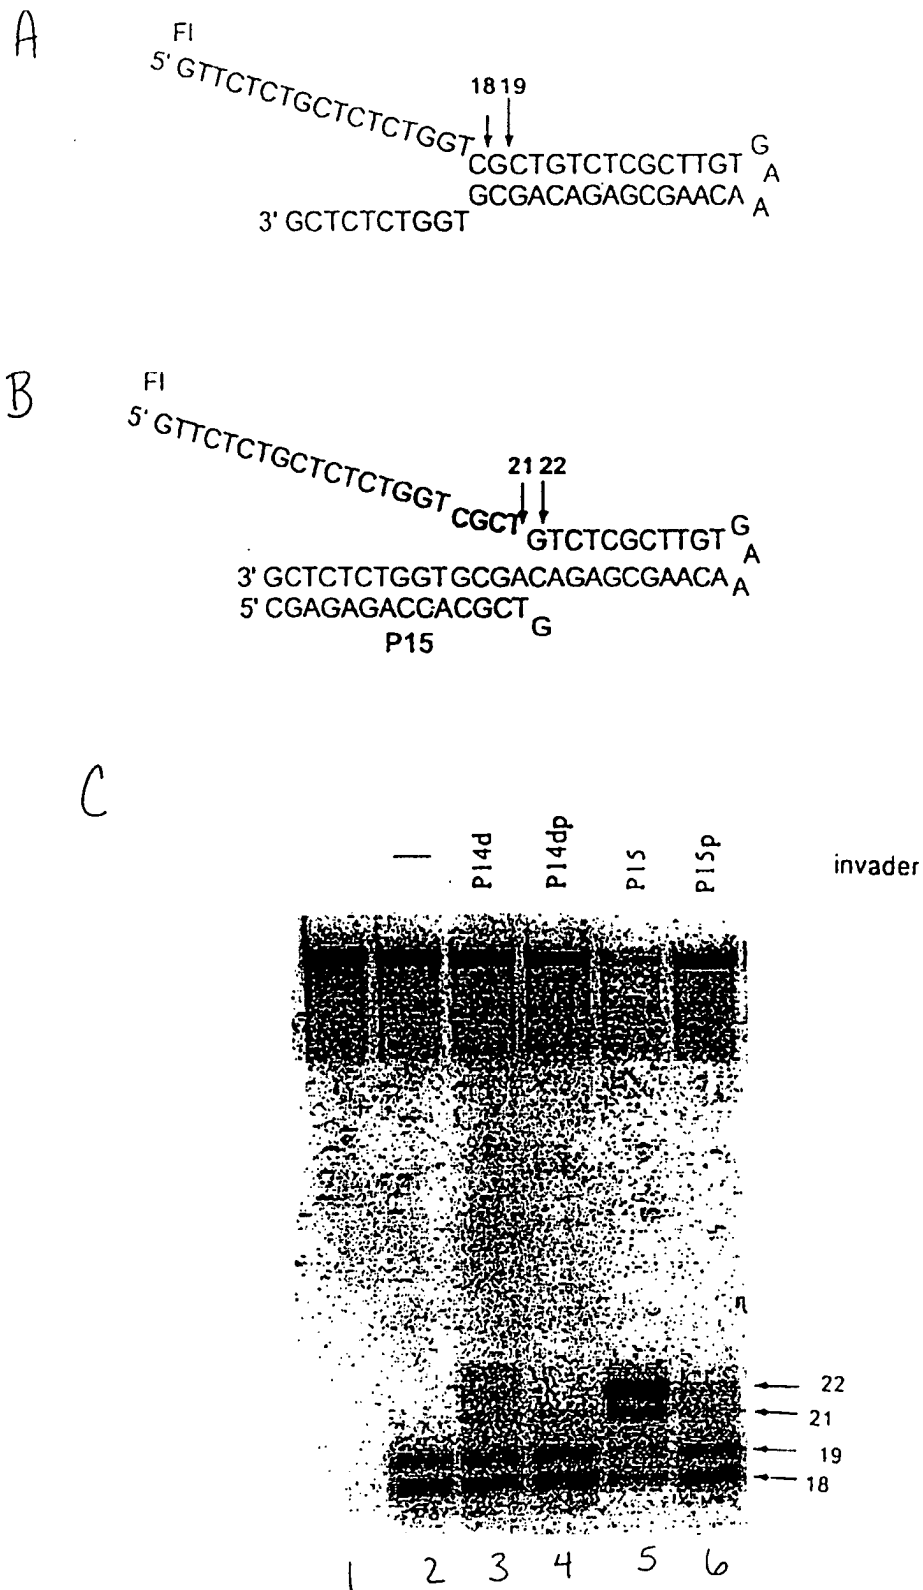 A
Fl
5' GTTCTCTGCTCTCTGGT
18 19
CGCTGTCTCGCTTGT
G
A
A
GCGACAGAGCGAACA
3' GCTCTCTGGT
B
Fl
5' GTTCTCTGCTCTCTGGT
CGCT
21 22
GTCTCGCTTGT
G
A
A
3' GCTCTCTGGTGCGACAGAGCGAACA
5' CGAGAGACCACGCT
G
P15
C
— P14d P14dp P15 P15p invader
22
21
19
18
1 2 3 4 5 6